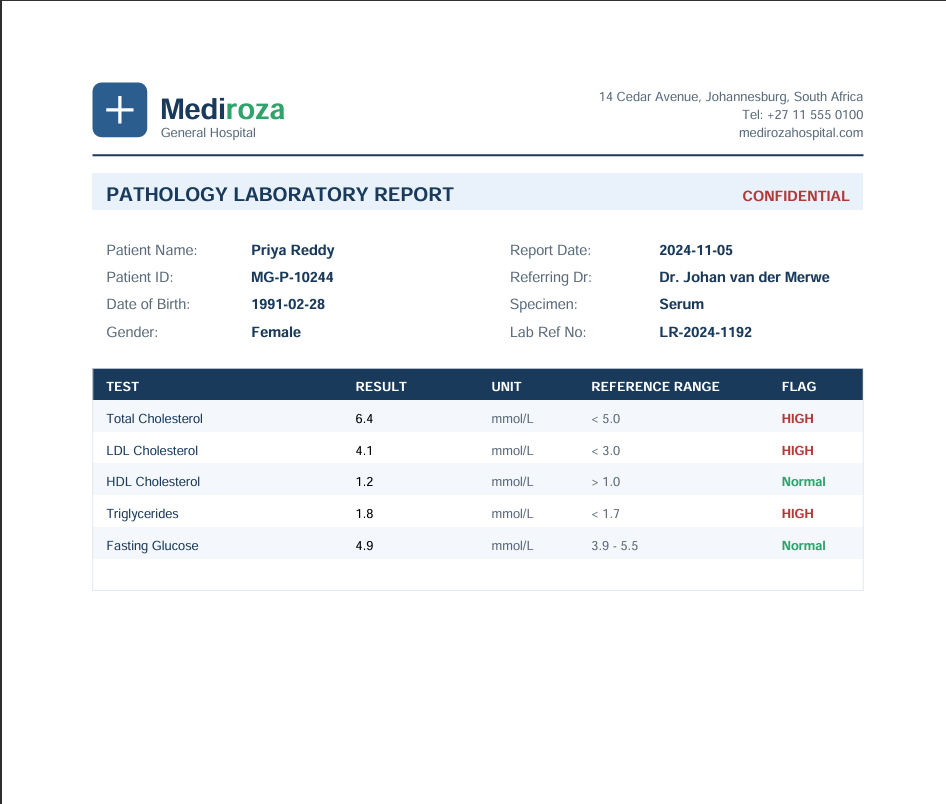 Mediroza
General Hospital
14 Cedar Avenue, Johannesburg, South Africa
Tel: +27 11 555 0100
medirozahospital.com
PATHOLOGY LABORATORY REPORT CONFIDENTIAL
Patient Name: Priya Reddy Report Date: 2024-11-05
Patient ID: MG-P-10244 Referring Dr: Dr. Johan van der Merwe
Date of Birth: 1991-02-28 Specimen: Serum
Gender: Female Lab Ref No: LR-2024-1192
TEST RESULT UNIT REFERENCE RANGE FLAG
Total Cholesterol 6.4 mmol/L < 5.0 HIGH
LDL Cholesterol 4.1 mmol/L < 3.0 HIGH
HDL Cholesterol 1.2 mmol/L > 1.0 Normal
Triglycerides 1.8 mmol/L < 1.7 HIGH
Fasting Glucose 4.9 mmol/L 3.9 - 5.5 Normal